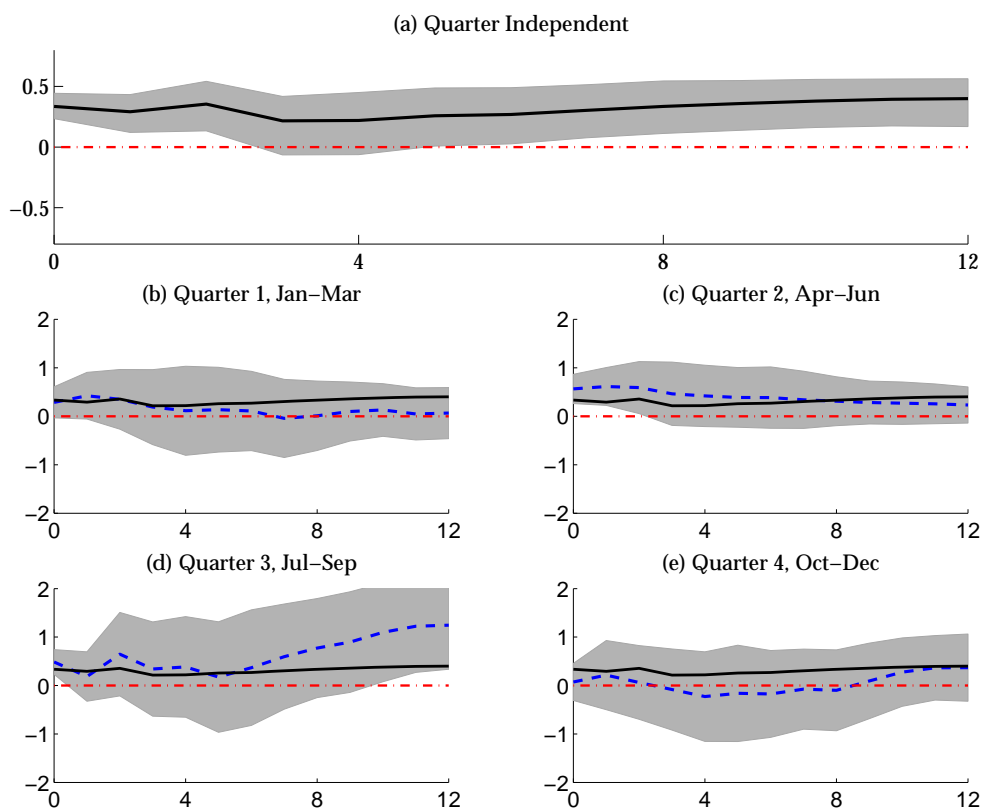 (a) Quarter Independent
0.5
0
−0.5
0 4 8 12
(b) Quarter 1, Jan−Mar
2
1
0
−1
−2
0 4 8 12
(c) Quarter 2, Apr−Jun
2
1
0
−1
−2
0 4 8 12
(d) Quarter 3, Jul−Sep
2
1
0
−1
−2
0 4 8 12
(e) Quarter 4, Oct−Dec
2
1
0
−1
−2
0 4 8 12